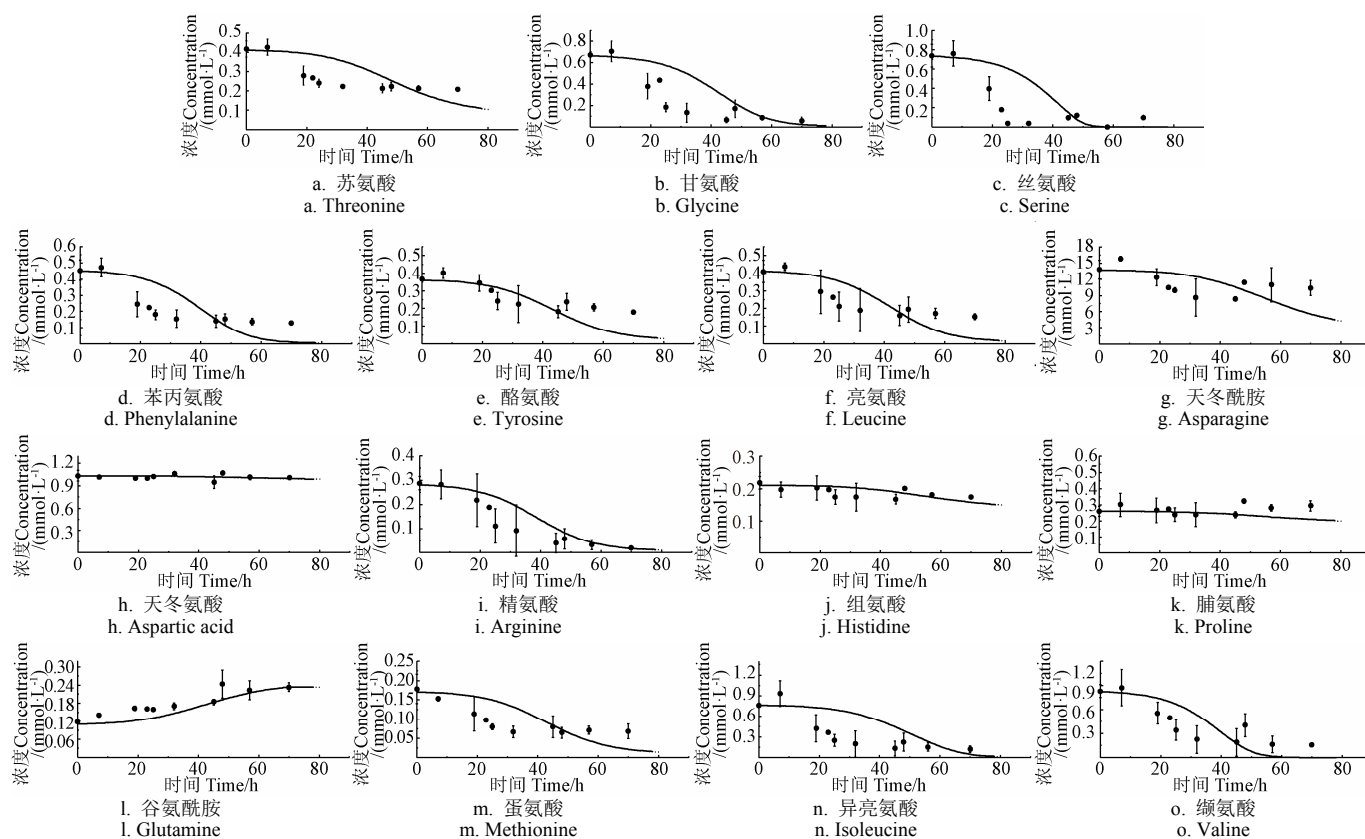 浓度Concentration
/(mmol·L⁻¹)
0.5
0.4
0.3
0.2
0.1
0 20 40 60 80
时间 Time/h
a. 苏氨酸
a. Threonine
浓度Concentration
/(mmol·L⁻¹)
0.8
0.6
0.4
0.2
0 20 40 60 80
时间 Time/h
b. 甘氨酸
b. Glycine
浓度Concentration
/(mmol·L⁻¹)
1.0
0.8
0.6
0.4
0.2
0 20 40 60 80
时间 Time/h
c. 丝氨酸
c. Serine
浓度Concentration
/(mmol·L⁻¹)
0.6
0.5
0.4
0.3
0.2
0.1
0 20 40 60 80
时间 Time/h
d. 苯丙氨酸
d. Phenylalanine
浓度Concentration
/(mmol·L⁻¹)
0.5
0.4
0.3
0.2
0.1
0 20 40 60 80
时间 Time/h
e. 酪氨酸
e. Tyrosine
浓度Concentration
/(mmol·L⁻¹)
0.5
0.4
0.3
0.2
0.1
0 20 40 60 80
时间 Time/h
f. 亮氨酸
f. Leucine
浓度Concentration
/(mmol·L⁻¹)
18
15
12
9
6
3
0 20 40 60 80
时间 Time/h
g. 天冬酰胺
g. Asparagine
浓度Concentration
/(mmol·L⁻¹)
1.2
0.9
0.6
0.3
0 20 40 60 80
时间 Time/h
h. 天冬氨酸
h. Aspartic acid
浓度Concentration
/(mmol·L⁻¹)
0.4
0.3
0.2
0.1
0 20 40 60 80
时间 Time/h
i. 精氨酸
i. Arginine
浓度Concentration
/(mmol·L⁻¹)
0.3
0.2
0.1
0 20 40 60 80
时间 Time/h
j. 组氨酸
j. Histidine
浓度Concentration
/(mmol·L⁻¹)
0.6
0.5
0.4
0.3
0.2
0.1
0 20 40 60 80
时间 Time/h
k. 脯氨酸
k. Proline
浓度Concentration
/(mmol·L⁻¹)
0.30
0.24
0.18
0.12
0.06
0 20 40 60 80
时间 Time/h
l. 谷氨酰胺
l. Glutamine
浓度Concentration
/(mmol·L⁻¹)
0.25
0.20
0.15
0.10
0.05
0 20 40 60 80
时间 Time/h
m. 蛋氨酸
m. Methionine
浓度Concentration
/(mmol·L⁻¹)
1.2
0.9
0.6
0.3
0 20 40 60 80
时间 Time/h
n. 异亮氨酸
n. Isoleucine
浓度Concentration
/(mmol·L⁻¹)
1.2
0.9
0.6
0.3
0 20 40 60 80
时间 Time/h
o. 缬氨酸
o. Valine